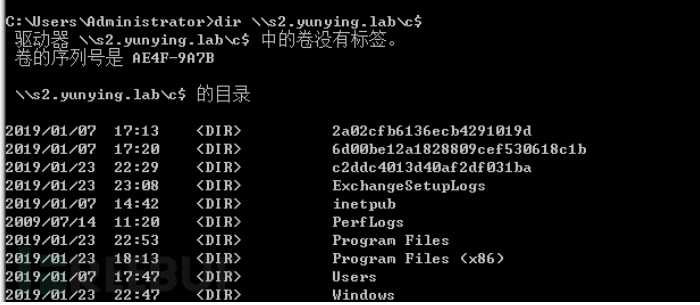 C:\Users\Administrator>dir \\s2.yunying.lab\c$
驱动器 \\s2.yunying.lab\c$ 中的卷没有标签。
卷的序列号是 AE4F-9A7B
\\s2.yunying.lab\c$ 的目录
2019/01/07 17:13 <DIR> 2a02cfb6136ecb4291019d
2019/01/07 17:20 <DIR> 6d00be12a1828809cef530618c1b
2019/01/23 22:29 <DIR> c2ddc4013d40af2df031ba
2019/01/23 23:08 <DIR> ExchangeSetupLogs
2019/01/07 14:42 <DIR> inetpub
2009/07/14 11:20 <DIR> PerfLogs
2019/01/23 22:53 <DIR> Program Files
2019/01/23 18:13 <DIR> Program Files (x86)
2019/01/07 17:47 <DIR> Users
2019/01/23 22:47 <DIR> Windows